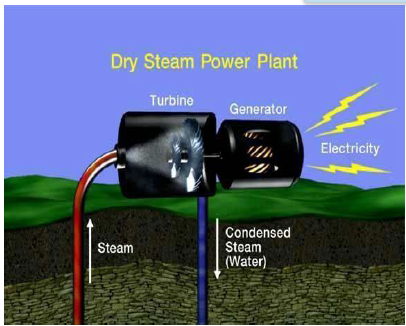 Dry Steam Power Plant
Turbine
Generator
Electricity
Steam
Condensed
Steam
(Water)